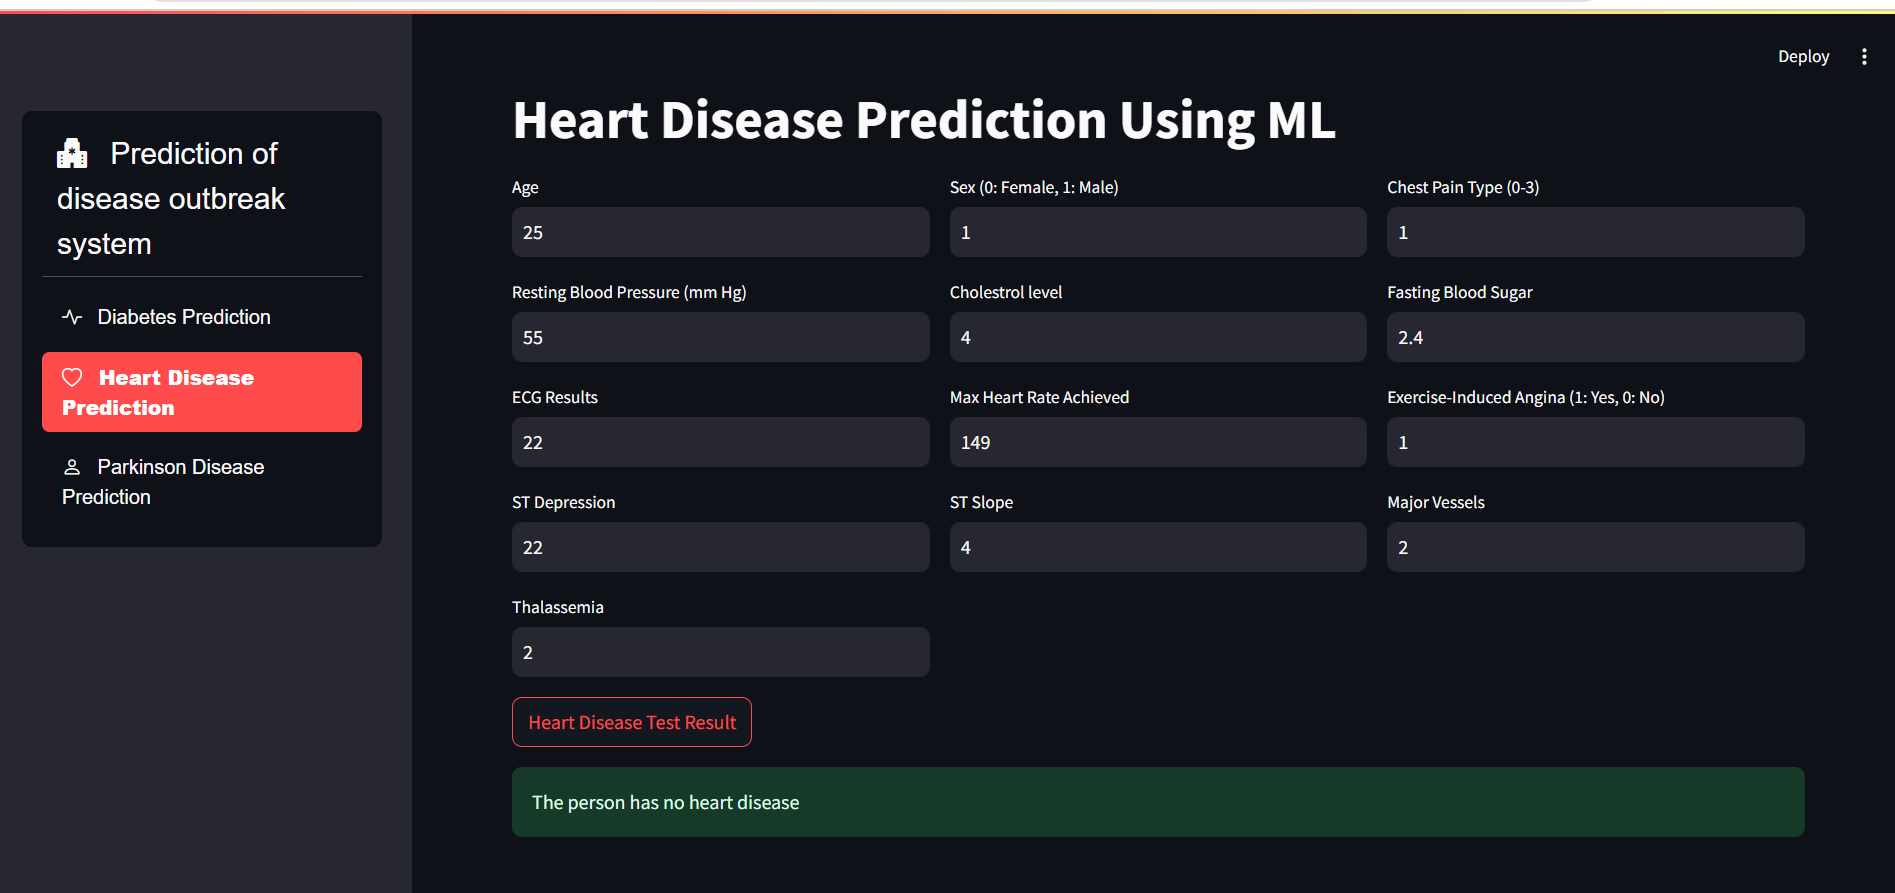 Deploy
Prediction of
disease outbreak
system
Diabetes Prediction
Heart Disease
Prediction
Parkinson Disease
Prediction
Heart Disease Prediction Using ML
Age
Sex (0: Female, 1: Male)
Chest Pain Type (0-3)
25
1
1
Resting Blood Pressure (mm Hg)
Cholestrol level
Fasting Blood Sugar
55
4
2.4
ECG Results
Max Heart Rate Achieved
Exercise-Induced Angina (1: Yes, 0: No)
22
149
1
ST Depression
ST Slope
Major Vessels
22
4
2
Thalassemia
2
Heart Disease Test Result
The person has no heart disease